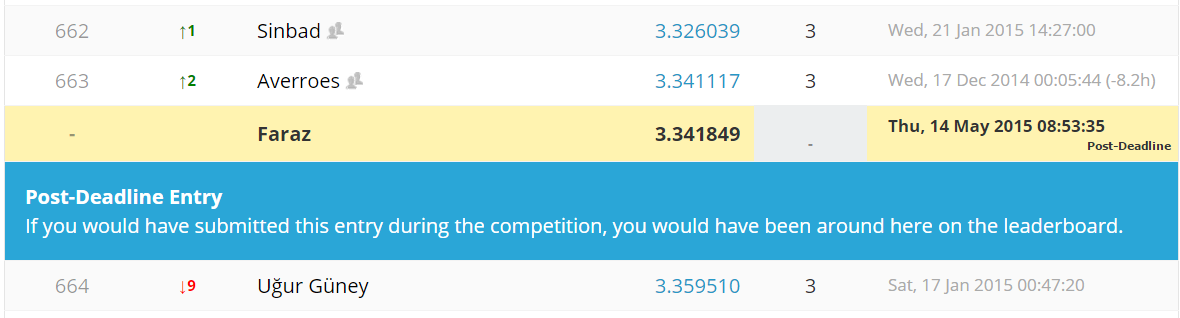 662 ↑1 Sinbad 3.326039 3 Wed, 21 Jan 2015 14:27:00
663 ↑2 Averroes 3.341117 3 Wed, 17 Dec 2014 00:05:44 (-8.2h)
- Faraz 3.341849 - Thu, 14 May 2015 08:53:35
Post-Deadline
Post-Deadline Entry
If you would have submitted this entry during the competition, you would have been around here on the leaderboard.
664 ↓9 Uğur Güney 3.359510 3 Sat, 17 Jan 2015 00:47:20